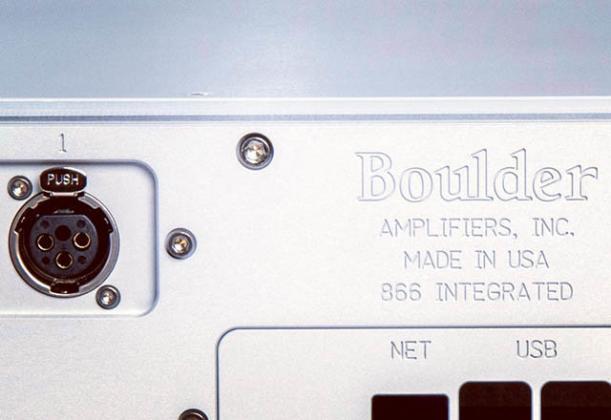 1
PUSH
Boulder
AMPLIFIERS, INC.
MADE IN USA
866 INTEGRATED
NET USB